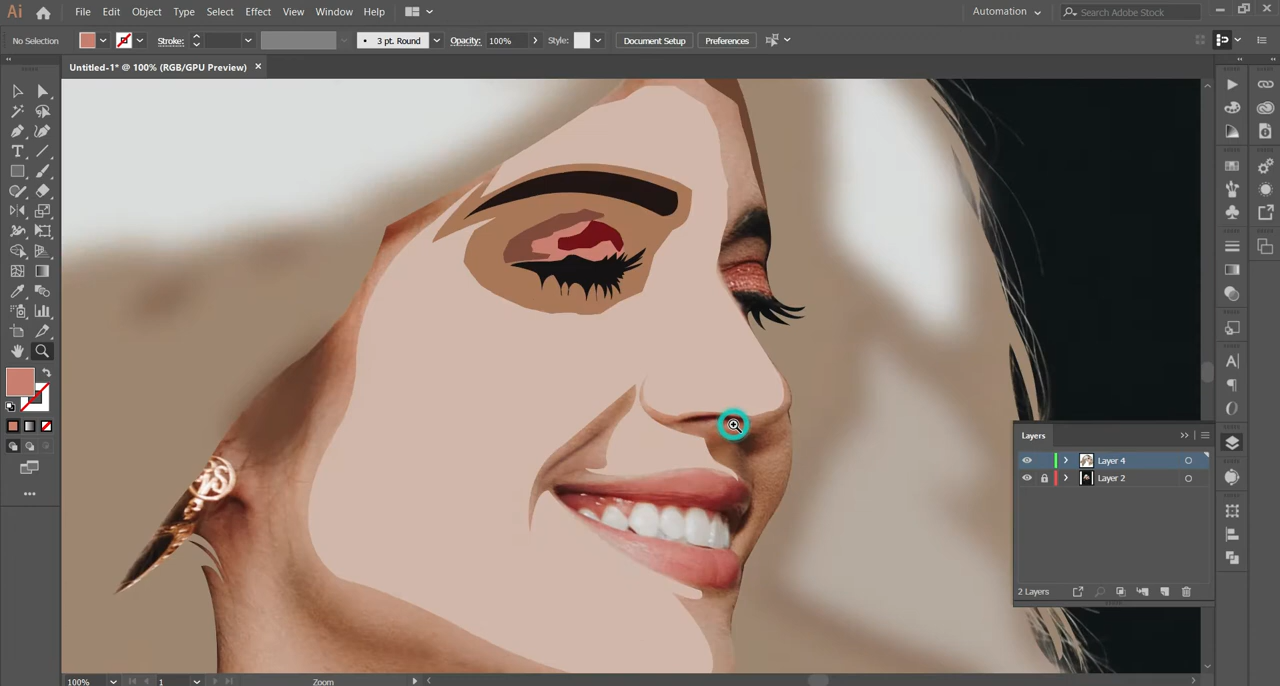 Ai File Edit Object Type Select Effect View Window Help Automation Search Adobe Stock
No Selection Stroke: 3 pt. Round Opacity: 100% Style: Document Setup Preferences
Untitled-1* @ 100% (RGB/GPU Preview)
Layers
Layer 4
Layer 2
2 Layers
100% 1 Zoom